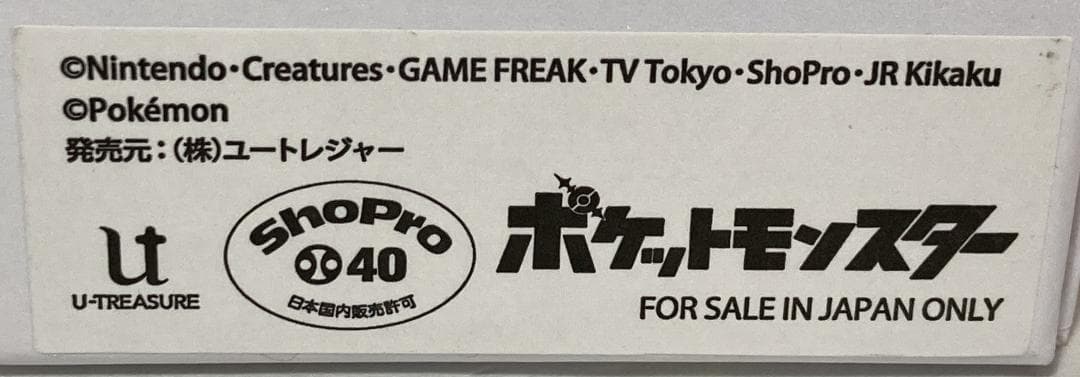 ©Nintendo･Creatures･GAME FREAK･TV Tokyo･ShoPro･JR Kikaku
©Pokémon
発売元：（株）ユートレジャー
ut
U-TREASURE
ShoPro
40
日本国内販売許可
ポケットモンスター
FOR SALE IN JAPAN ONLY